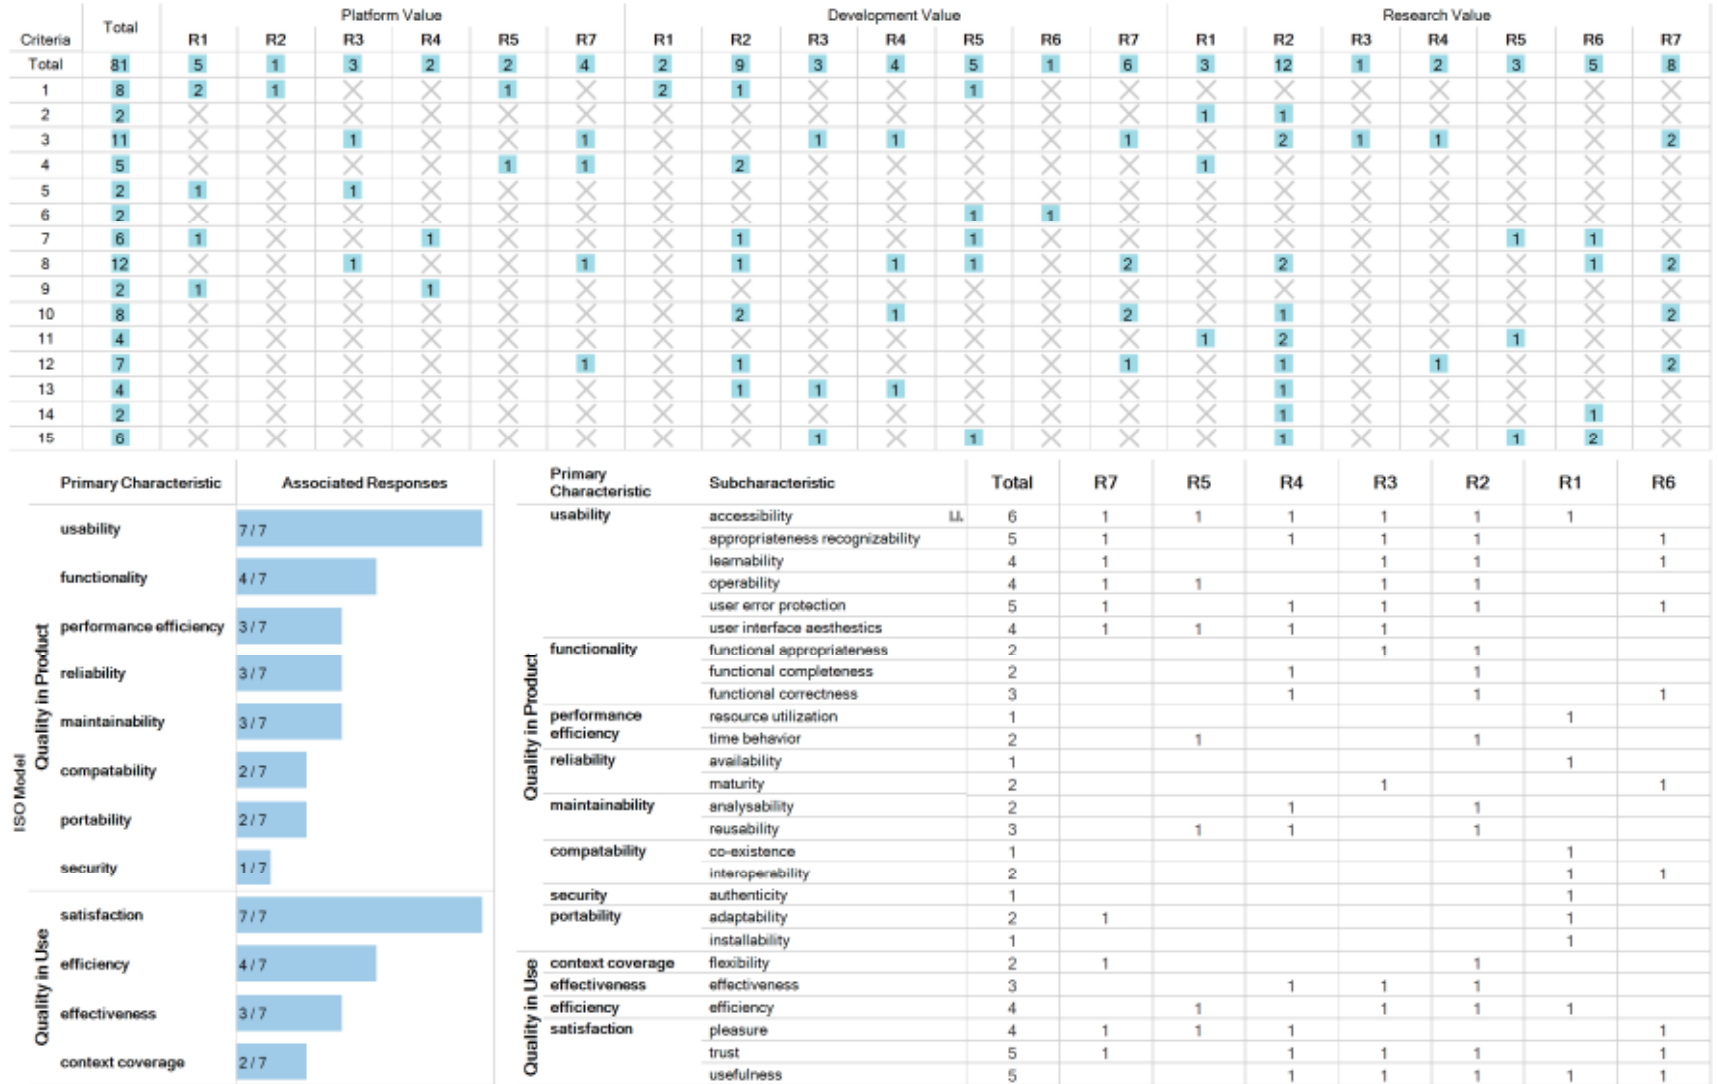 Platform Value Development Value Research Value
Criteria Total R1 R2 R3 R4 R5 R7 R1 R2 R3 R4 R5 R6 R7 R1 R2 R3 R4 R5 R6 R7
Total 81 5 1 3 2 2 4 2 9 3 4 5 1 6 3 12 1 2 3 5 8
1 8 2 1 1 2 1 1
2 2 1 1
3 11 1 1 1 1 1 2 1 1 2
4 5 1 1 2 1
5 2 1 1
6 2 1 1
7 6 1 1 1 1 1 1
8 12 1 1 1 1 1 2 2 1 2
9 2 1 1
10 8 2 1 2 1 2
11 4 1 2 1
12 7 1 1 1 1 1 2
13 4 1 1 1 1
14 2 1 1
15 6 1 1 1 1 2
Primary Characteristic Associated Responses
ISO Model
Quality in Product
usability 7 / 7
functionality 4 / 7
performance efficiency 3 / 7
reliability 3 / 7
maintainability 3 / 7
compatability 2 / 7
portability 2 / 7
security 1 / 7
Quality in Use
satisfaction 7 / 7
efficiency 4 / 7
effectiveness 3 / 7
context coverage 2 / 7
Primary
Characteristic Subcharacteristic Total R7 R5 R4 R3 R2 R1 R6
Quality in Product
usability accessibility 6 1 1 1 1 1 1
appropriateness recognizability 5 1 1 1 1 1
learnability 4 1 1 1 1
operability 4 1 1 1 1
user error protection 5 1 1 1 1 1
user interface aesthestics 4 1 1 1 1
functionality functional appropriateness 2 1 1
functional completeness 2 1 1
functional correctness 3 1 1 1
performance
efficiency
resource utilization 1 1
time behavior 2 1 1
reliability availability 1 1
maturity 2 1 1
maintainability analysability 2 1 1
reusability 3 1 1 1
compatability co-existence 1 1
interoperability 2 1 1
security authenticity 1 1
portability adaptability 2 1 1
installability 1 1
Quality in Use
context coverage flexibility 2 1 1
effectiveness effectiveness 3 1 1 1
efficiency efficiency 4 1 1 1 1
satisfaction pleasure 4 1 1 1 1
trust 5 1 1 1 1 1
usefulness 5 1 1 1 1 1